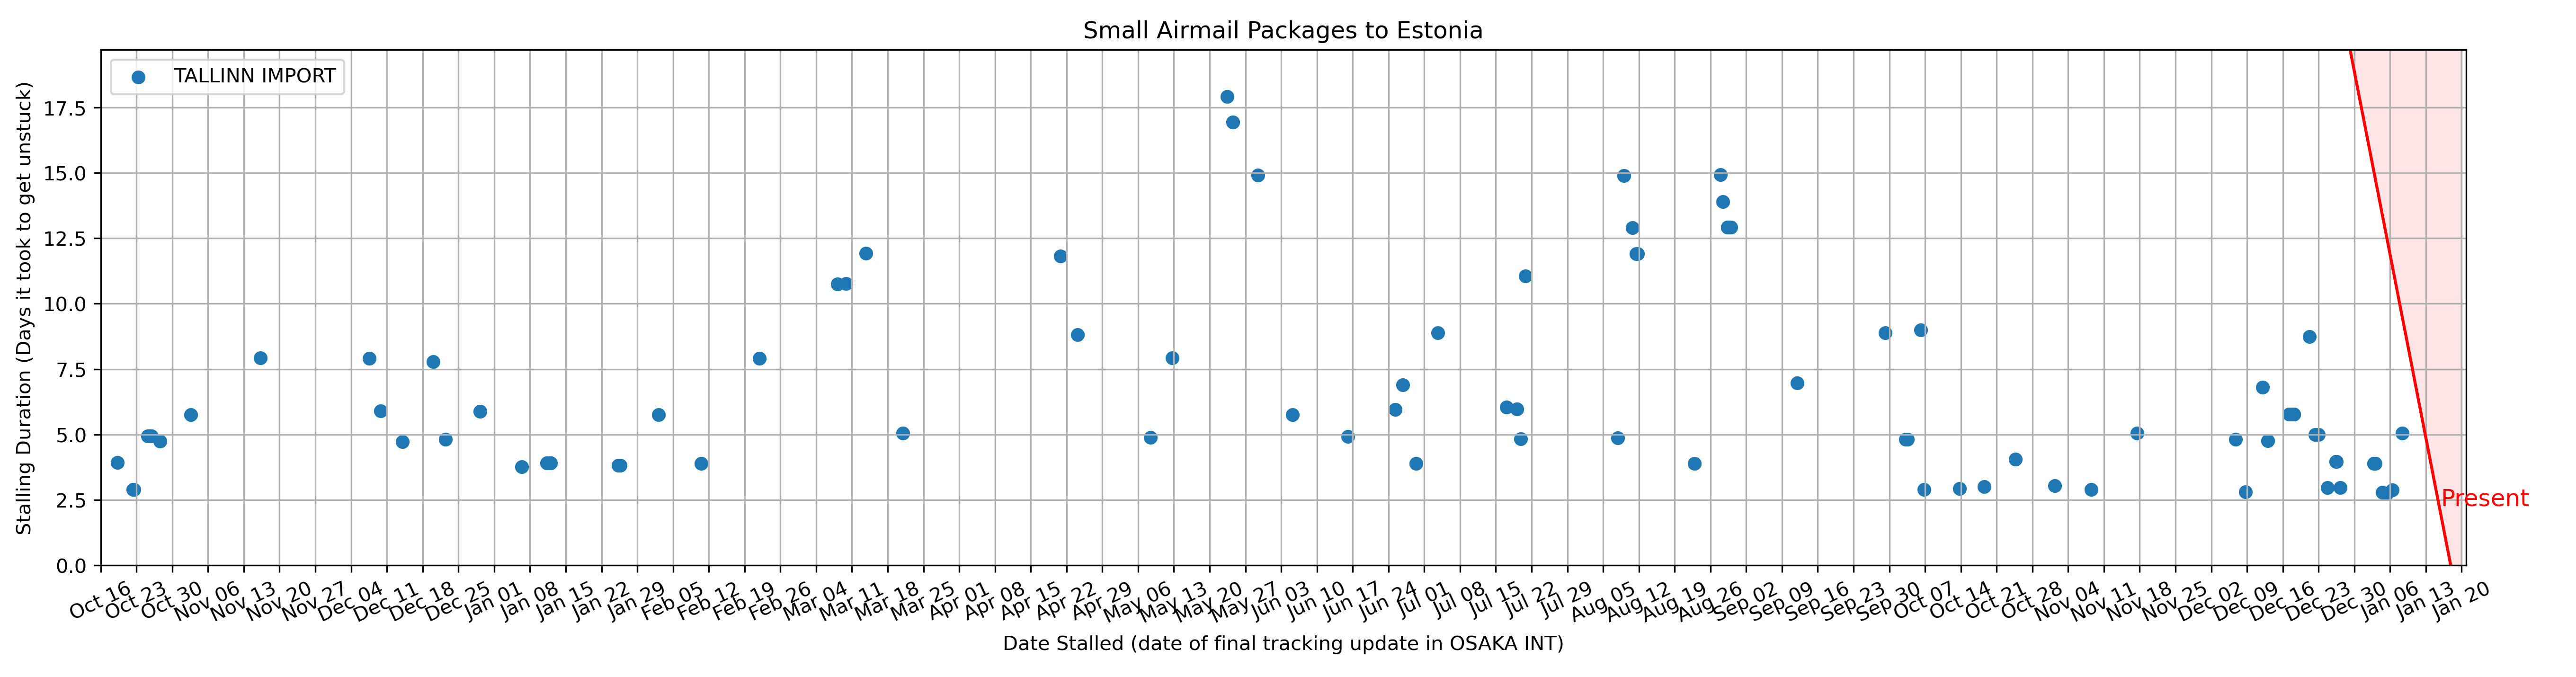 Small Airmail Packages to Estonia
TALLINN IMPORT
Stalling Duration (Days it took to get unstuck)
17.5
15.0
12.5
10.0
7.5
5.0
2.5
0.0
Present
Oct 16
Oct 23
Oct 30
Nov 06
Nov 13
Nov 20
Nov 27
Dec 04
Dec 11
Dec 18
Dec 25
Jan 01
Jan 08
Jan 15
Jan 22
Jan 29
Feb 05
Feb 12
Feb 19
Feb 26
Mar 04
Mar 11
Mar 18
Mar 25
Apr 01
Apr 08
Apr 15
Apr 22
Apr 29
May 06
May 13
May 20
May 27
Jun 03
Jun 10
Jun 17
Jun 24
Jul 01
Jul 08
Jul 15
Jul 22
Jul 29
Aug 05
Aug 12
Aug 19
Aug 26
Sep 02
Sep 09
Sep 16
Sep 23
Sep 30
Oct 07
Oct 14
Oct 21
Oct 28
Nov 04
Nov 11
Nov 18
Nov 25
Dec 02
Dec 09
Dec 16
Dec 23
Dec 30
Jan 06
Jan 13
Jan 20
Date Stalled (date of final tracking update in OSAKA INT)